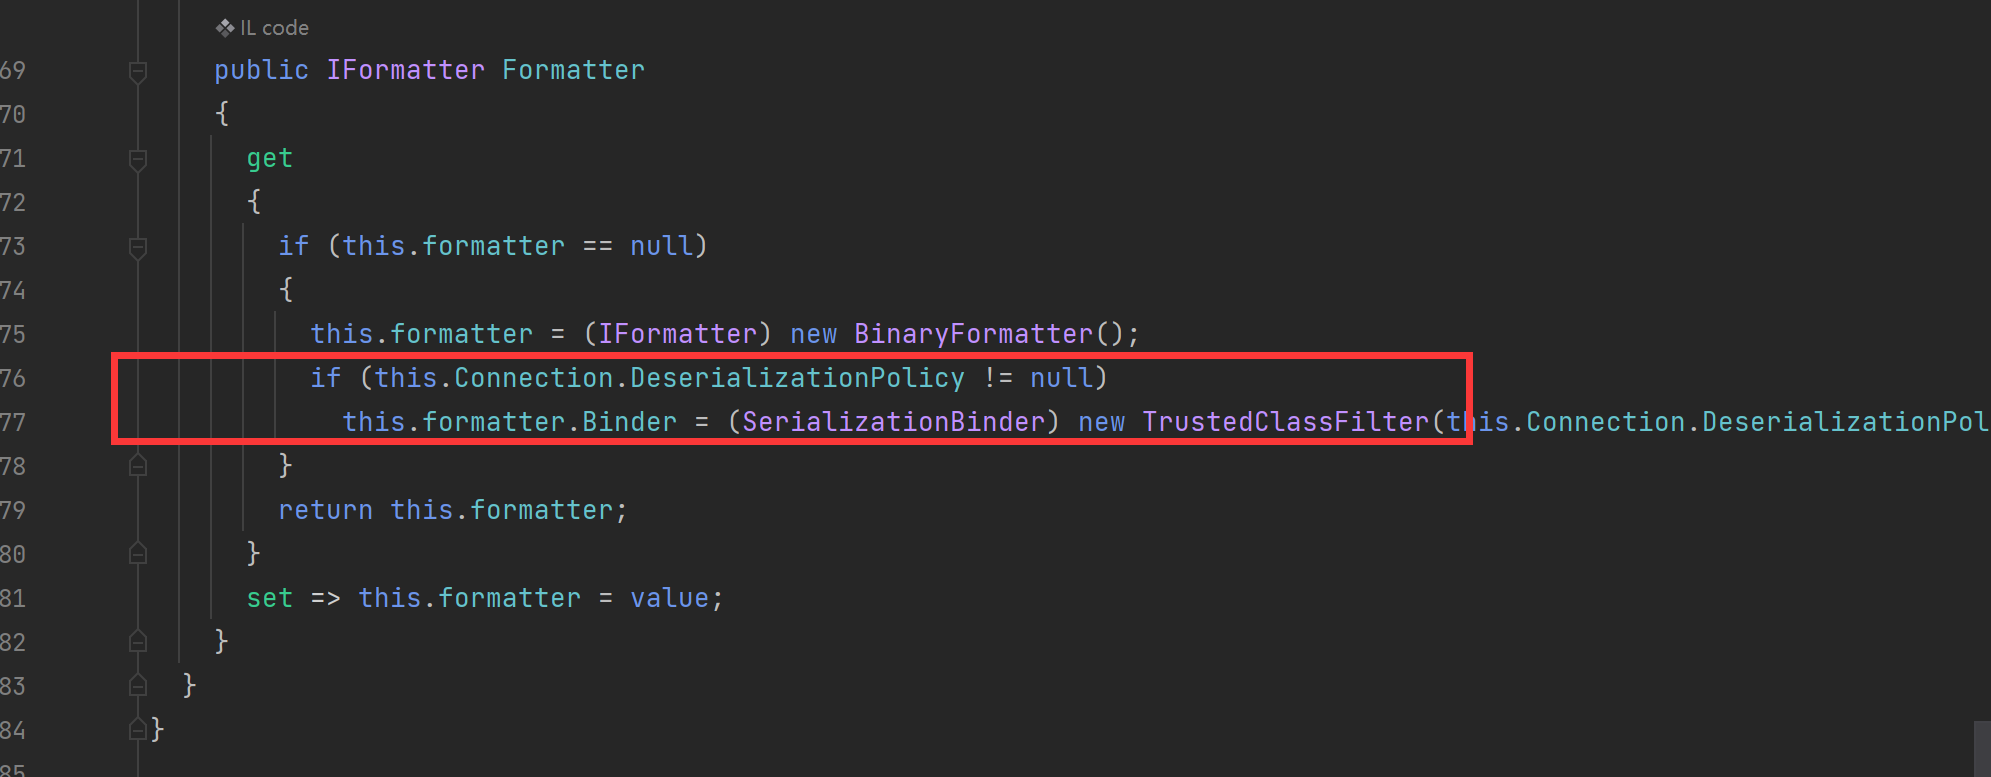 IL code
69 public IFormatter Formatter
70 {
71 get
72 {
73 if (this.formatter == null)
74 {
75 this.formatter = (IFormatter) new BinaryFormatter();
76 if (this.Connection.DeserializationPolicy != null)
77 this.formatter.Binder = (SerializationBinder) new TrustedClassFilter(this.Connection.DeserializationPol
78 }
79 return this.formatter;
80 }
81 set => this.formatter = value;
82 }
83 }
84 }
85